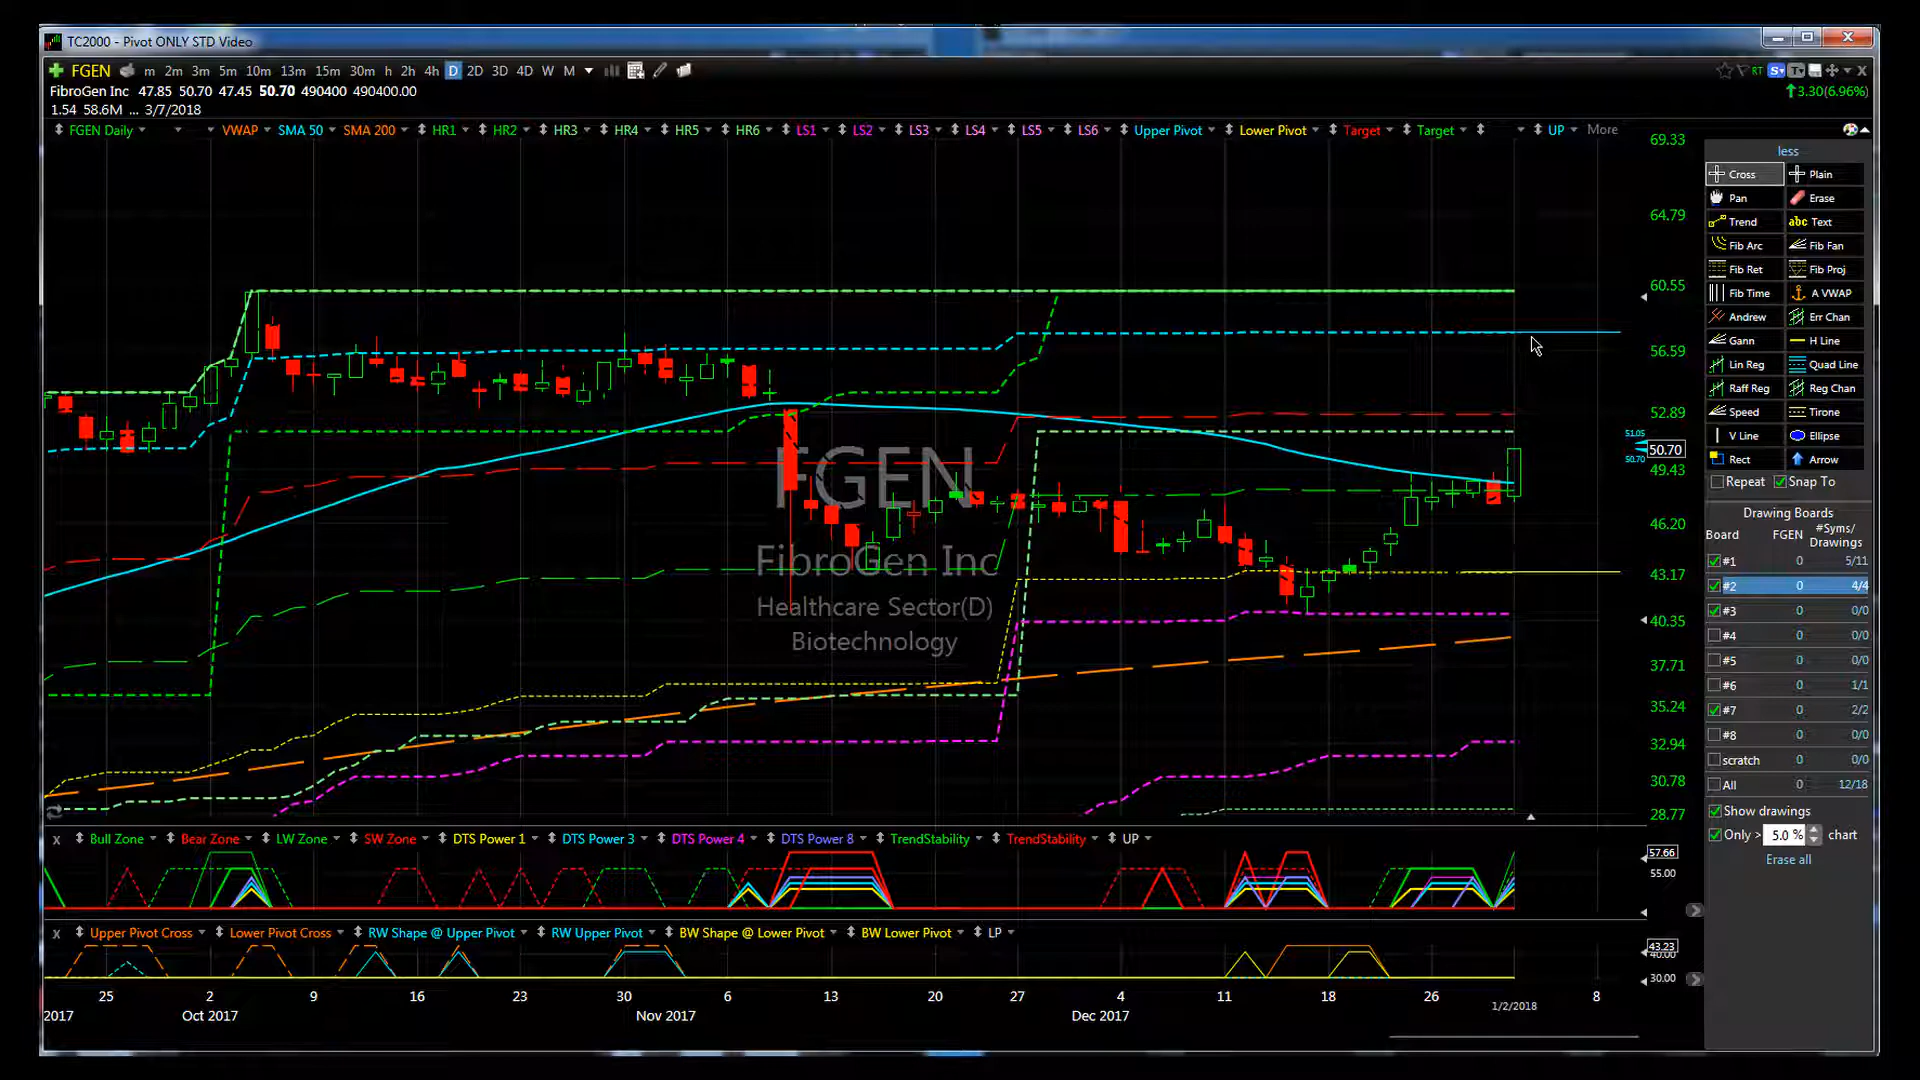 TC2000 - Pivot ONLY STD Video
FGEN m 2m 3m 5m 10m 13m 15m 30m h 2h 4h D 2D 3D 4D W M RT
FibroGen Inc 47.85 50.70 47.45 50.70 490400 490400.00 3.30(6.96%)
1.54 58.6M ... 3/7/2018
FGEN Daily VWAP SMA 50 SMA 200 HR1 HR2 HR3 HR4 HR5 HR6 LS1 LS2 LS3 LS4 LS5 LS6 Upper Pivot Lower Pivot Target Target UP More
69.33
64.79
60.55
56.59
52.89
51.05
50.70
50.70
49.43
46.20
43.17
40.35
37.71
35.24
32.94
30.78
28.77
FGEN
FibroGen Inc
Healthcare Sector(D)
Biotechnology
less
Cross Plain
Pan Erase
Trend abc Text
Fib Arc Fib Fan
Fib Ret Fib Proj
Fib Time A VWAP
Andrew Err Chan
Gann H Line
Lin Reg Quad Line
Raff Reg Reg Chan
Speed Tirone
V Line Ellipse
Rect Arrow
Repeat Snap To
Drawing Boards
Board FGEN #Syms/
Drawings
#1 0 5/11
#2 0 4/4
#3 0 0/0
#4 0 0/0
#5 0 0/0
#6 0 1/1
#7 0 2/2
#8 0 0/0
scratch 0 0/0
All 0 12/18
Show drawings
Only > 5.0 % chart
Erase all
x Bull Zone Bear Zone LW Zone SW Zone DTS Power 1 DTS Power 3 DTS Power 4 DTS Power 8 TrendStability TrendStability UP
57.66
55.00
x Upper Pivot Cross Lower Pivot Cross RW Shape @ Upper Pivot RW Upper Pivot BW Shape @ Lower Pivot BW Lower Pivot LP
43.23
40.00
30.00
25 2 9 16 23 30 6 13 20 27 4 11 18 26 1/2/2018 8
2017 Oct 2017 Nov 2017 Dec 2017